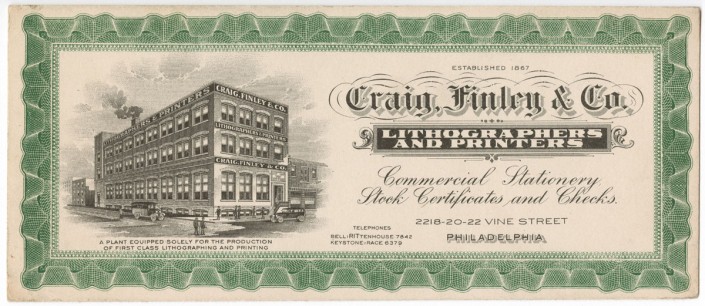 ESTABLISHED 1867
Craig, Finley & Co.
LITHOGRAPHERS
AND PRINTERS
Commercial Stationery
Stock Certificates and Checks.
2218-20-22 VINE STREET
PHILADELPHIA
TELEPHONES
BELL-RITTENHOUSE 7842
KEYSTONE-RACE 6379
CRAIG, FINLEY & CO.
LITHOGRAPHERS & PRINTERS
LITHOGRAPHERS & PRINTERS
CRAIG, FINLEY & CO.
A PLANT EQUIPPED SOLELY FOR THE PRODUCTION
OF FIRST CLASS LITHOGRAPHING AND PRINTING